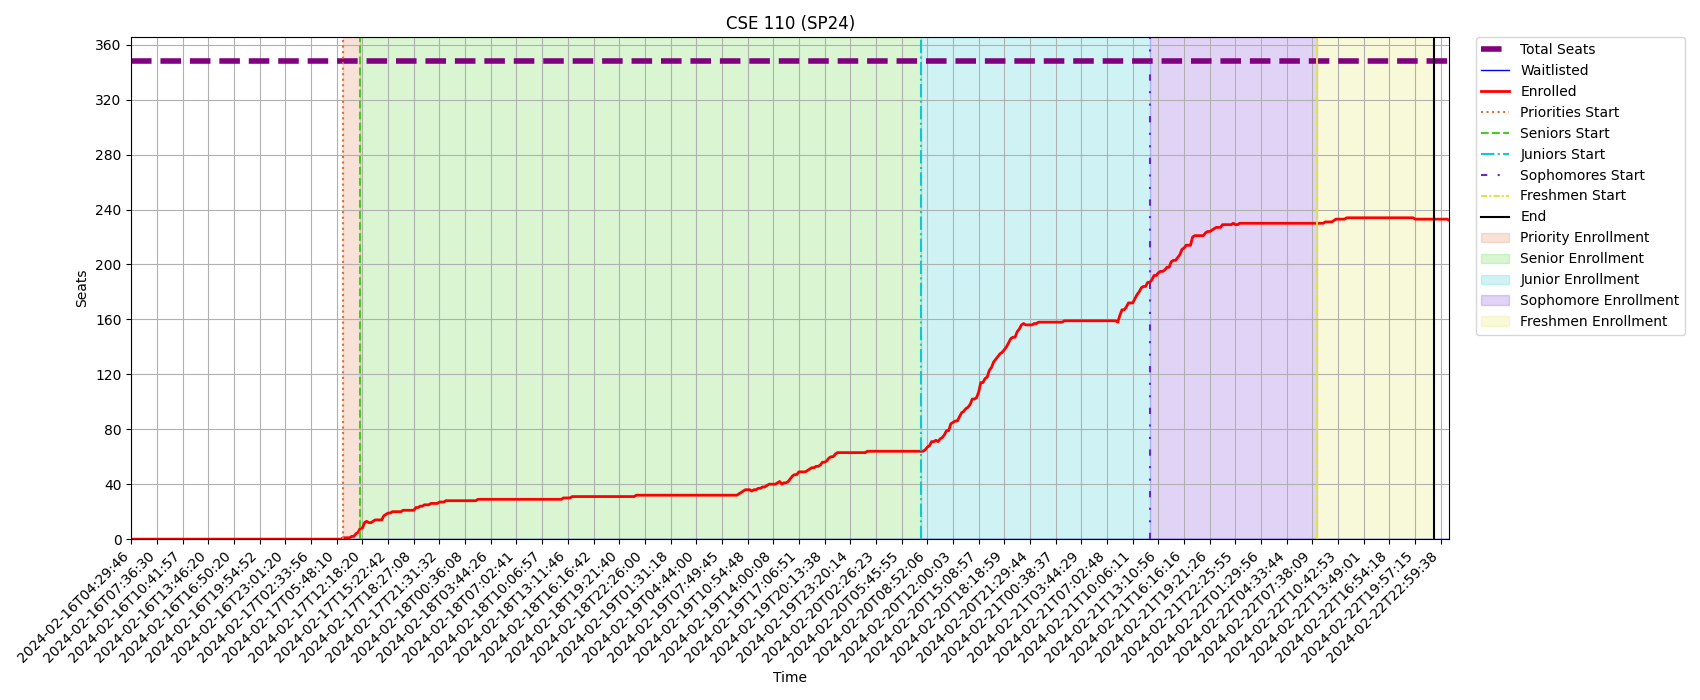 CSE 110 (SP24)
360
320
280
240
200
160
120
80
40
0
Seats
2024-02-16T04:29:46
2024-02-16T07:36:30
2024-02-16T10:41:57
2024-02-16T13:46:20
2024-02-16T16:50:20
2024-02-16T19:54:52
2024-02-16T23:01:20
2024-02-17T02:33:56
2024-02-17T05:48:10
2024-02-17T12:18:20
2024-02-17T15:22:42
2024-02-17T18:27:08
2024-02-17T21:31:32
2024-02-18T00:36:08
2024-02-18T03:44:26
2024-02-18T07:02:41
2024-02-18T10:06:57
2024-02-18T13:11:46
2024-02-18T16:16:42
2024-02-18T19:21:40
2024-02-18T22:26:00
2024-02-19T01:31:18
2024-02-19T04:44:00
2024-02-19T07:49:45
2024-02-19T10:54:48
2024-02-19T14:00:08
2024-02-19T17:06:51
2024-02-19T20:13:38
2024-02-19T23:20:14
2024-02-20T02:26:23
2024-02-20T05:45:55
2024-02-20T08:52:06
2024-02-20T12:00:03
2024-02-20T15:08:57
2024-02-20T18:18:59
2024-02-20T21:29:44
2024-02-21T00:38:37
2024-02-21T03:44:29
2024-02-21T07:02:48
2024-02-21T10:06:11
2024-02-21T13:10:56
2024-02-21T16:16:16
2024-02-21T19:21:26
2024-02-21T22:25:55
2024-02-22T01:29:56
2024-02-22T04:33:44
2024-02-22T07:38:09
2024-02-22T10:42:53
2024-02-22T13:49:01
2024-02-22T16:54:18
2024-02-22T19:57:15
2024-02-22T22:59:38
Time
Total Seats
Waitlisted
Enrolled
Priorities Start
Seniors Start
Juniors Start
Sophomores Start
Freshmen Start
End
Priority Enrollment
Senior Enrollment
Junior Enrollment
Sophomore Enrollment
Freshmen Enrollment